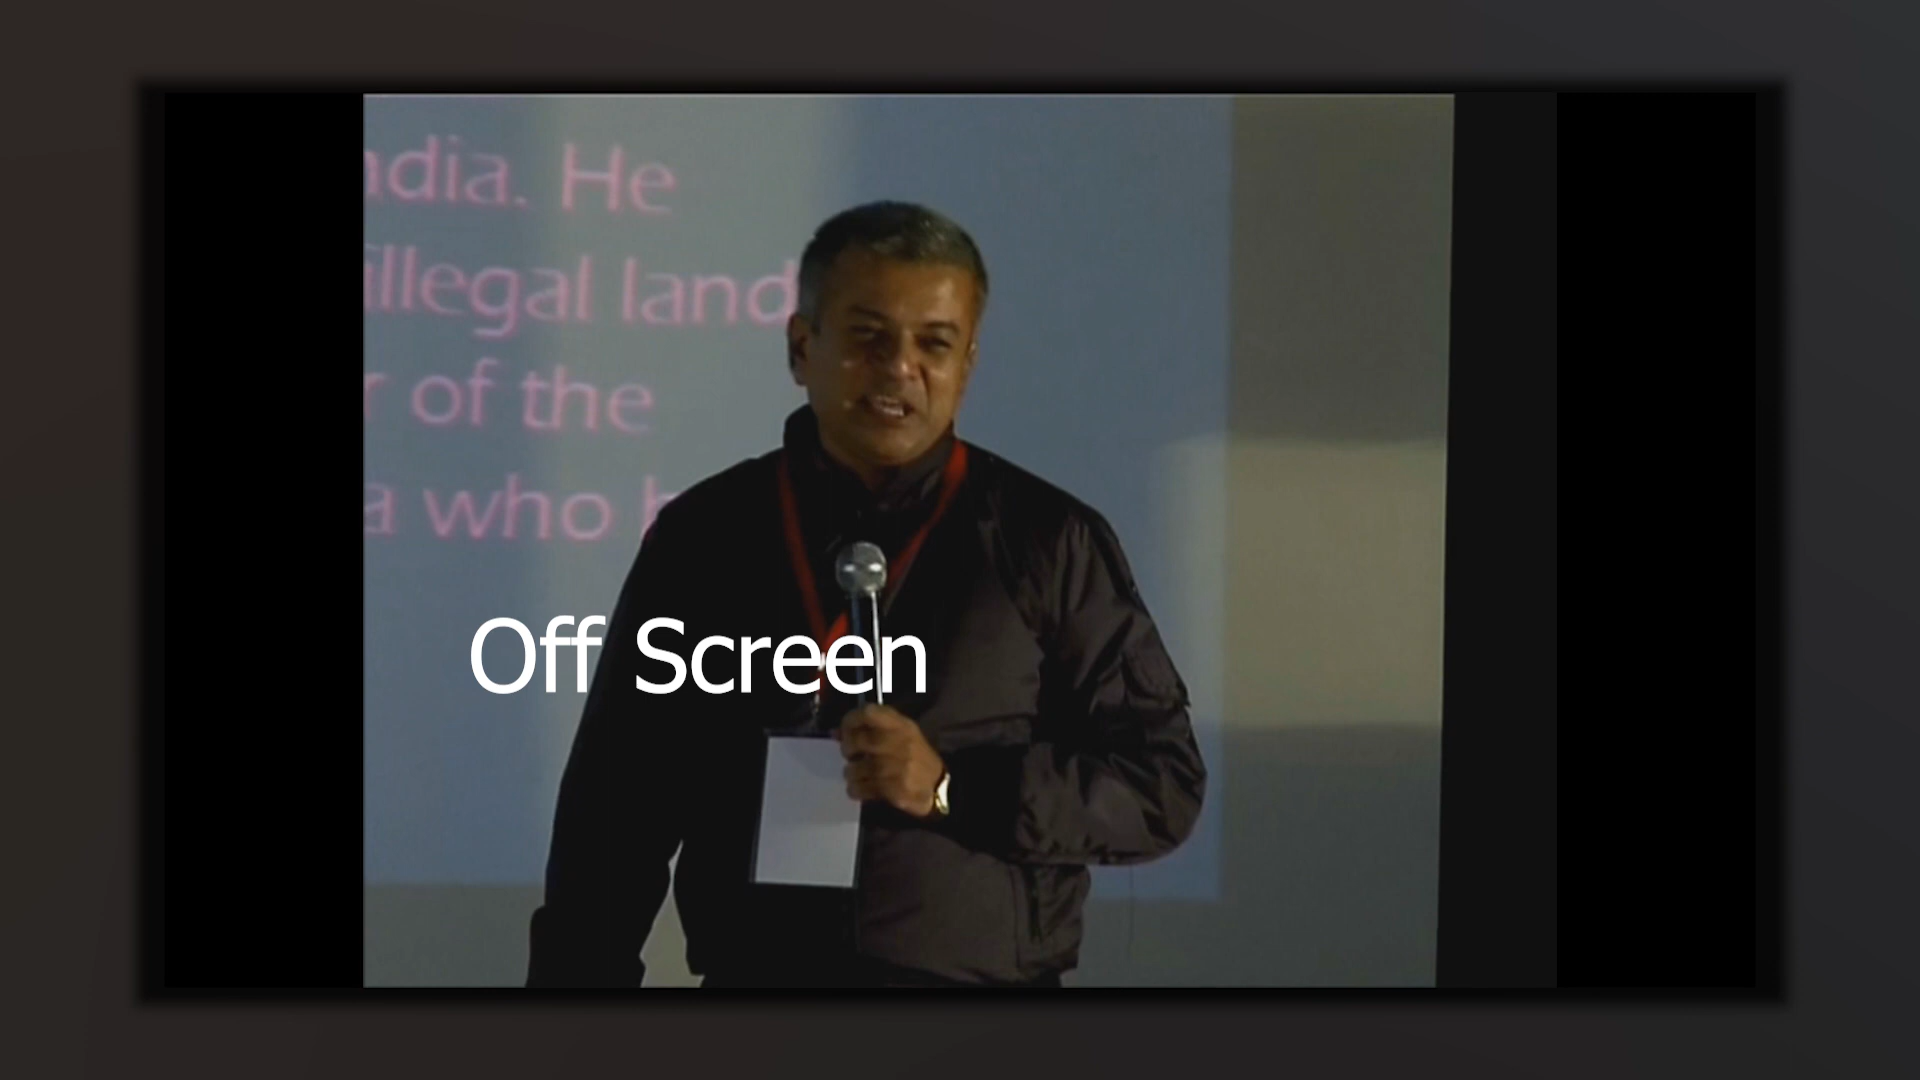 ndia. He
illegal land
r of the
a who
Off Screen